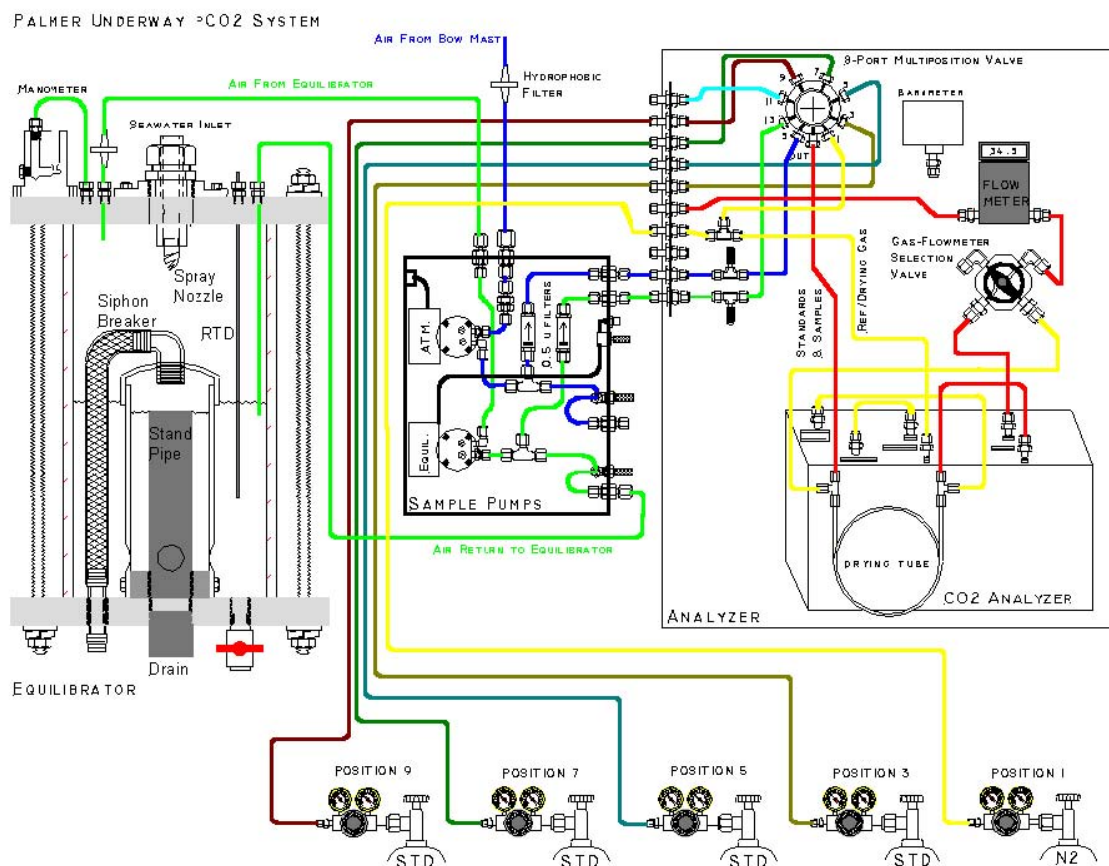 PALMER UNDERWAY PCO2 SYSTEM
AIR FROM BOW MAST
AIR FROM EQUILIBRATOR
HYDROPHOBIC
FILTER
MANOMETER
SEAWATER INLET
9-PORT MULTIPOSITION VALVE
BAROMETER
9
7
5
11
3
13
1
OUT
34.5
FLOW
METER
GAS-FLOWMETER
SELECTION
VALVE
Spray
Nozzle
Siphon
Breaker
RTD
ATM.
0.5 U FILTERS
REF/DRYING GAS
STANDARDS
& SAMPLES
Stand
Pipe
EQUIL.
SAMPLE PUMPS
AIR RETURN TO EQUILIBRATOR
DRYING TUBE
CO2 ANALYZER
ANALYZER
Drain
EQUILIBRATOR
POSITION 9
POSITION 7
POSITION 5
POSITION 3
POSITION 1
STD
STD
STD
STD
N2